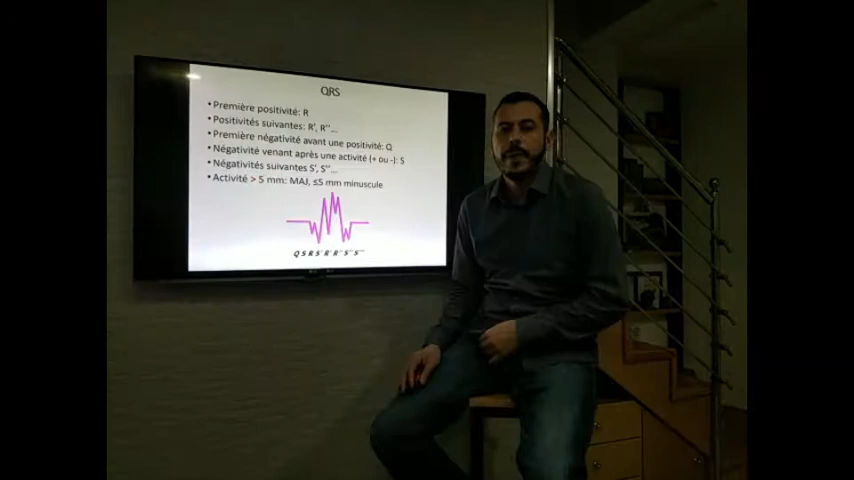 QRS
• Première positivité: R
• Positivités suivantes: R', R''...
• Première négativité avant une positivité: Q
• Négativité venant après une activité (+ ou -): S
• Négativités suivantes S', S''...
• Activité > 5 mm: MAJ, ≤5 mm minuscule